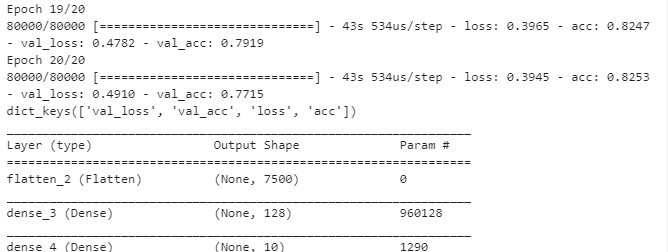 Epoch 19/20
80000/80000 [==============================] - 43s 534us/step - loss: 0.3965 - acc: 0.8247
- val_loss: 0.4782 - val_acc: 0.7919
Epoch 20/20
80000/80000 [==============================] - 43s 534us/step - loss: 0.3945 - acc: 0.8253
- val_loss: 0.4910 - val_acc: 0.7715
dict_keys(['val_loss', 'val_acc', 'loss', 'acc'])
_________________________________________________________________
Layer (type)                 Output Shape              Param #
=================================================================
flatten_2 (Flatten)          (None, 7500)              0
_________________________________________________________________
dense_3 (Dense)              (None, 128)               960128
_________________________________________________________________
dense_4 (Dense)              (None, 10)                1290